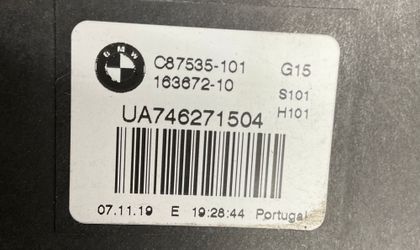 BMW
C87535-101 G15
163672-10 S101
H101
UA746271504
07.11.19 E 19:28:44 Portugal